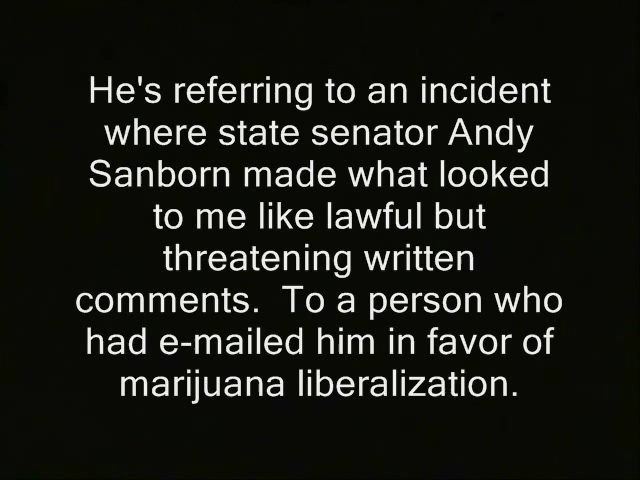 He's referring to an incident
where state senator Andy
Sanborn made what looked
to me like lawful but
threatening written
comments.  To a person who
had e-mailed him in favor of
marijuana liberalization.